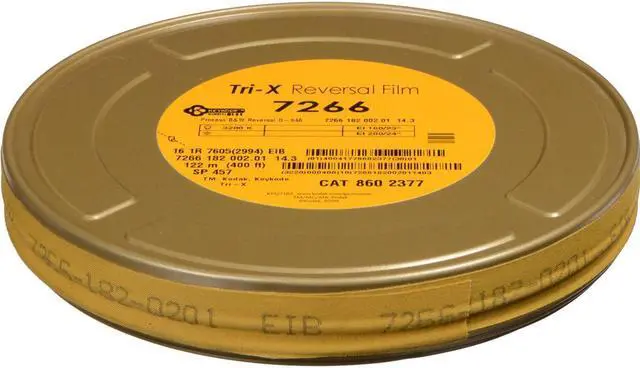 Tri-X Reversal Film
7266
Process B&W Reversal D-94A 7266 182 002.01 14.3
3200 K EI 160/23°
EI 200/24°
16 1R 7605(2994) EIB
7266 182 002.01 14.3
122 m (400 ft)
SP 457
TM: Kodak, Keykode
Tri-X
CAT 860 2377
7266-182-0201 EIB 7266-182-0201